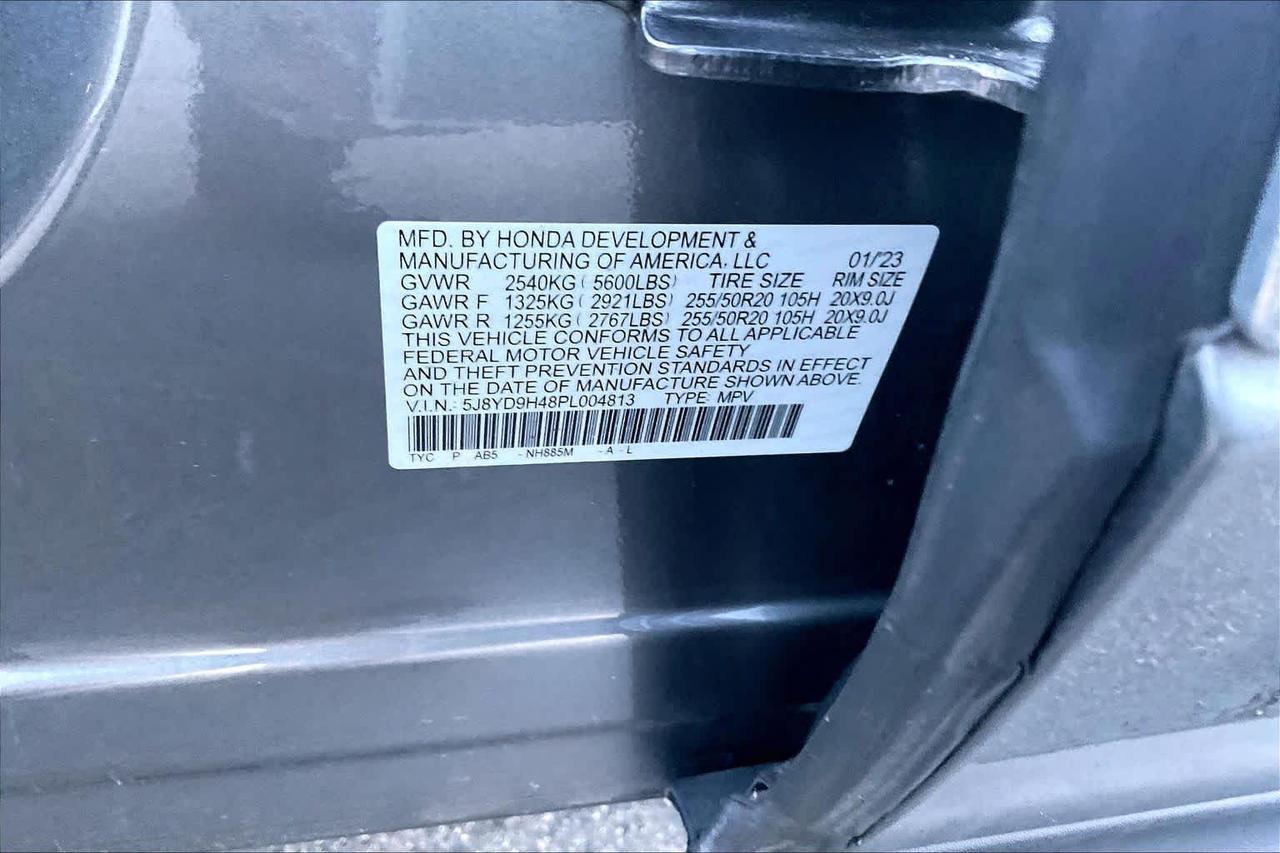 MFD. BY HONDA DEVELOPMENT &
MANUFACTURING OF AMERICA, LLC 01/'23
GVWR 2540KG ( 5600LBS) TIRE SIZE RIM SIZE
GAWR F 1325KG ( 2921LBS) 255/50R20 105H 20X9.0J
GAWR R 1255KG ( 2767LBS) 255/50R20 105H 20X9.0J
THIS VEHICLE CONFORMS TO ALL APPLICABLE
FEDERAL MOTOR VEHICLE SAFETY
AND THEFT PREVENTION STANDARDS IN EFFECT
ON THE DATE OF MANUFACTURE SHOWN ABOVE.
V.I.N.: 5J8YD9H48PL004813 TYPE: MPV
TYC P AB5 - NH885M - A - L